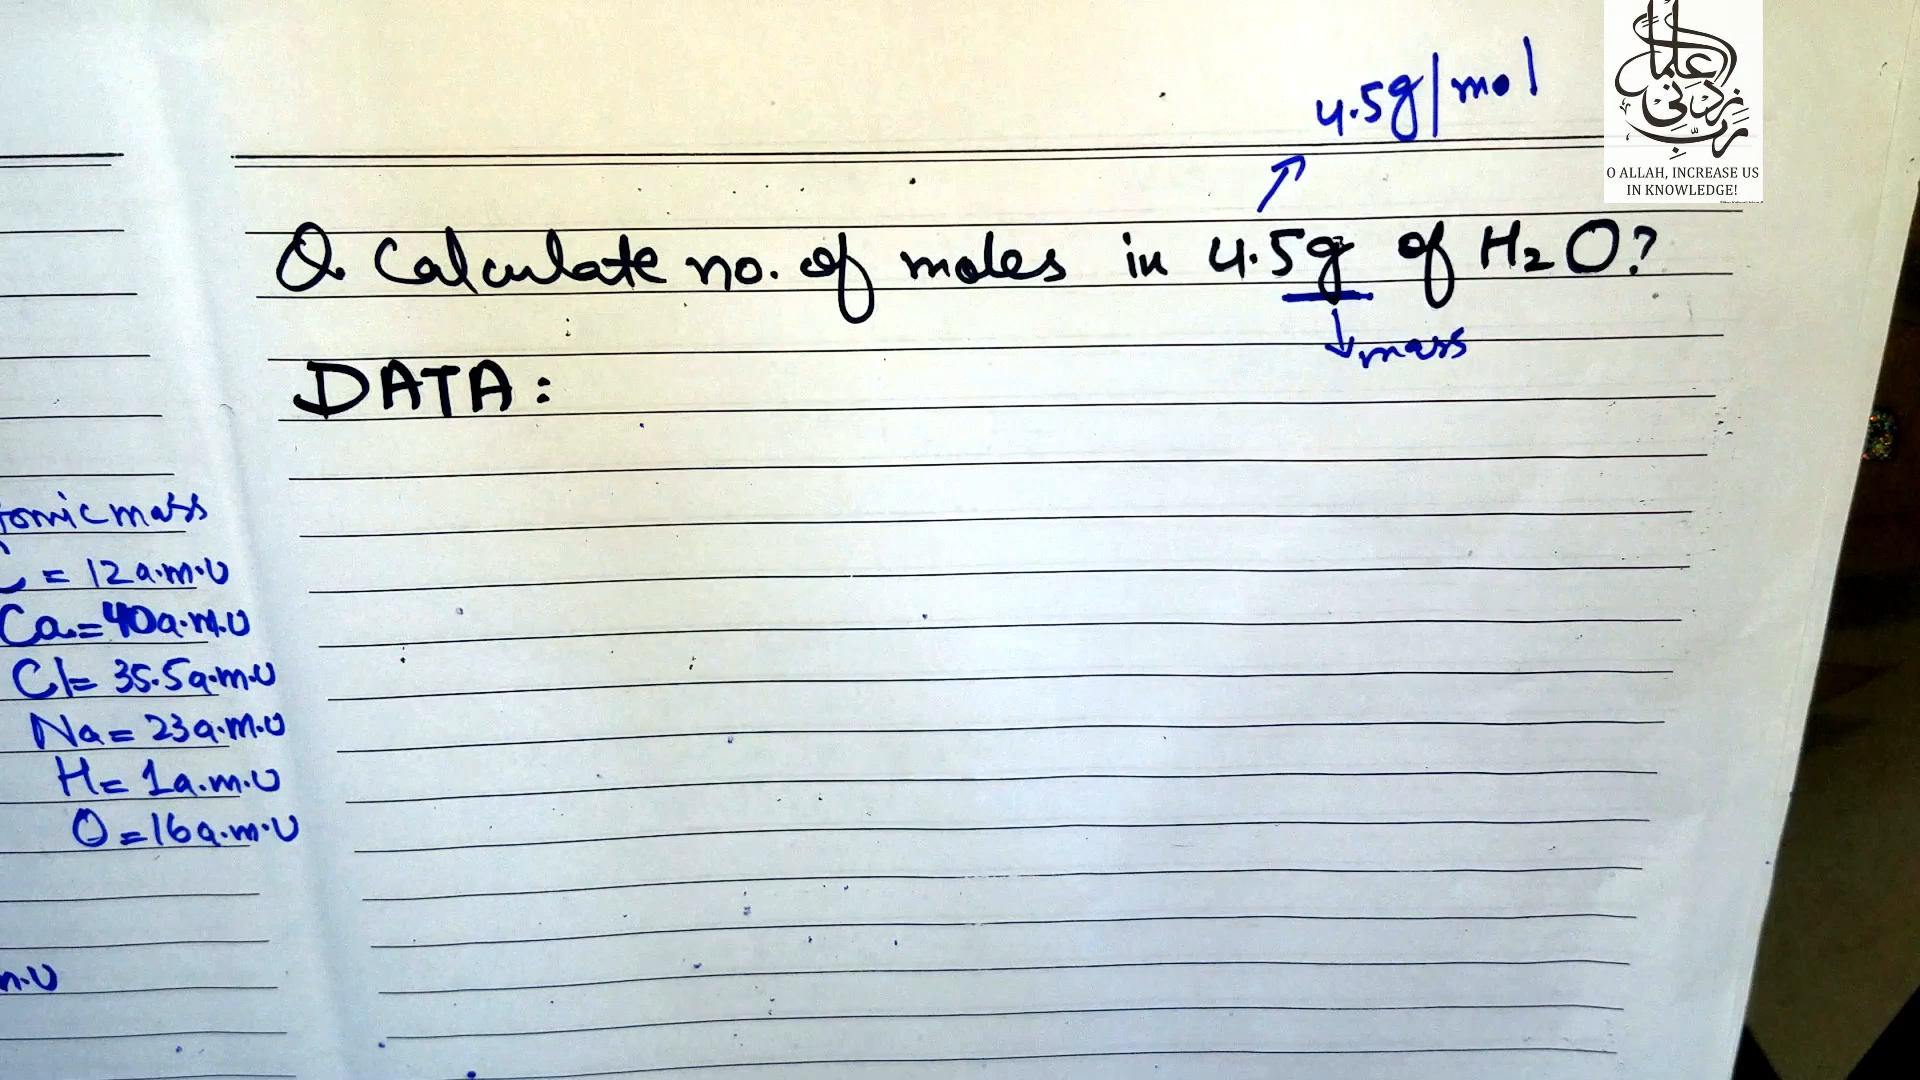 4.5g/mol
رَبِّ زِدْنِي عِلْمًا
O ALLAH, INCREASE US
IN KNOWLEDGE!
Q. Calculate no. of moles in 4.5g of H₂O?
mass
DATA:
omic mass
= 12a.m.U
Ca = 40a.m.U
Cl = 35.5a.m.U
Na = 23a.m.U
H = 1a.m.U
O = 16a.m.U
m.U